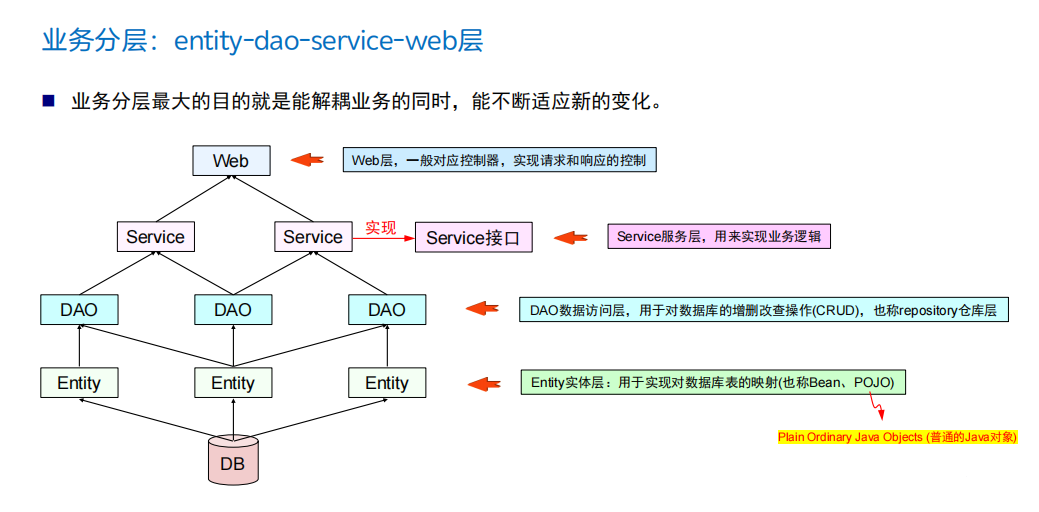 业务分层：entity-dao-service-web层
业务分层最大的目的就是能解耦业务的同时，能不断适应新的变化。
Web
Web层，一般对应控制器，实现请求和响应的控制
Service
Service
实现
Service接口
Service服务层，用来实现业务逻辑
DAO
DAO
DAO
DAO数据访问层，用于对数据库的增删改查操作(CRUD)，也称repository仓库层
Entity
Entity
Entity
Entity实体层：用于实现对数据库表的映射(也称Bean、POJO)
Plain Ordinary Java Objects (普通的Java对象)
DB